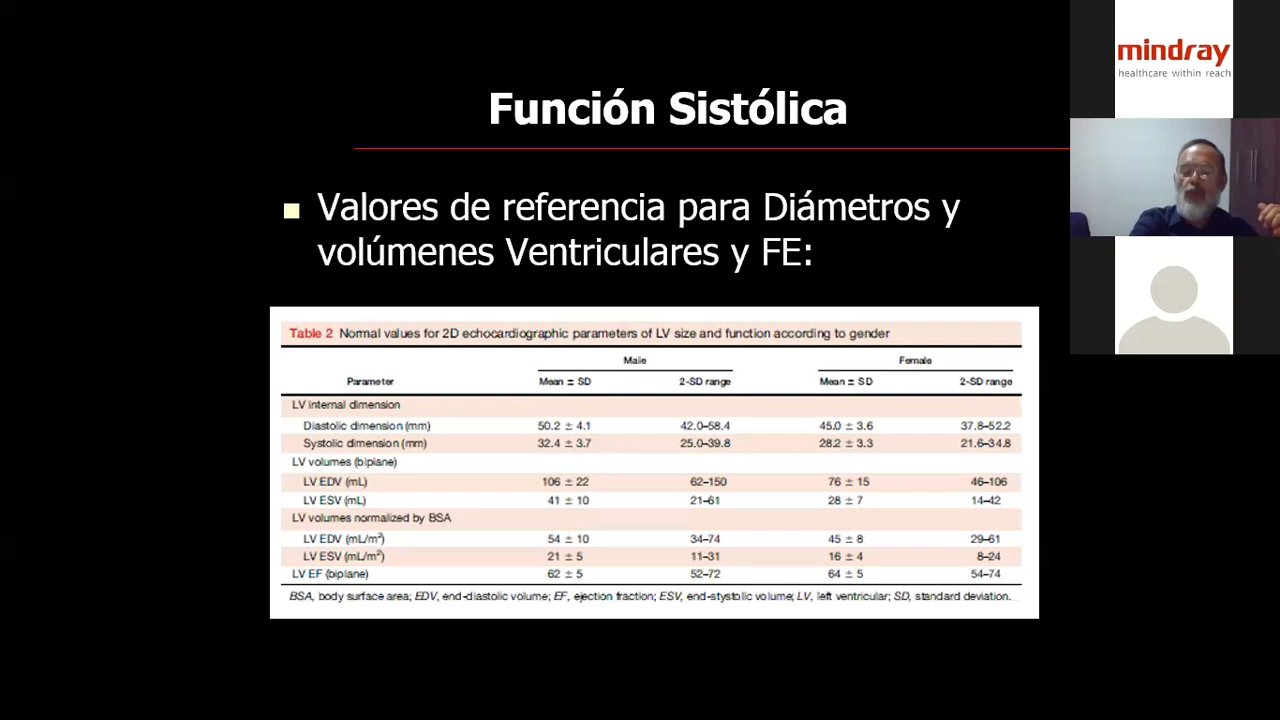 Función Sistólica
Valores de referencia para Diámetros y
volúmenes Ventriculares y FE:
Table 2 Normal values for 2D echocardiographic parameters of LV size and function according to gender
Male Female
Parameter Mean ± SD 2-SD range Mean ± SD 2-SD range
LV internal dimension
Diastolic dimension (mm) 50.2 ± 4.1 42.0–58.4 45.0 ± 3.6 37.8–52.2
Systolic dimension (mm) 32.4 ± 3.7 25.0–39.8 28.2 ± 3.3 21.6–34.8
LV volumes (biplane)
LV EDV (mL) 106 ± 22 62–150 76 ± 15 46–106
LV ESV (mL) 41 ± 10 21–61 28 ± 7 14–42
LV volumes normalized by BSA
LV EDV (mL/m²) 54 ± 10 34–74 45 ± 8 29–61
LV ESV (mL/m²) 21 ± 5 11–31 16 ± 4 8–24
LV EF (biplane) 62 ± 5 52–72 64 ± 5 54–74
BSA, body surface area; EDV, end-diastolic volume; EF, ejection fraction; ESV, end-systolic volume; LV, left ventricular; SD, standard deviation.
mindray
healthcare within reach